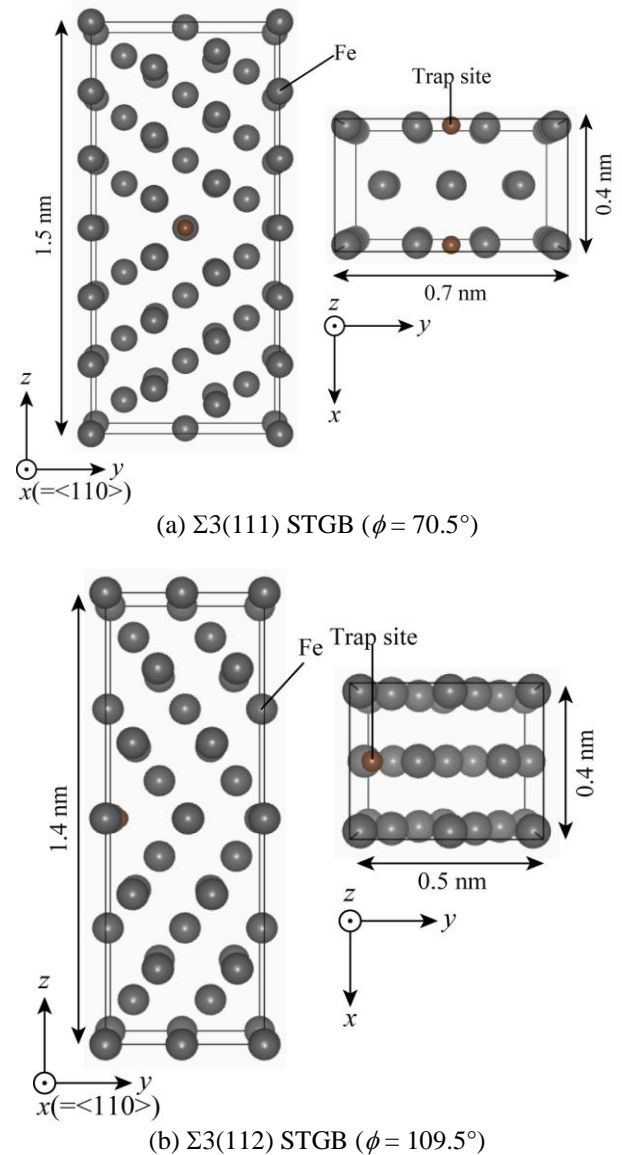 Fe
Trap site
1.5 nm
0.4 nm
0.7 nm
z
y
x
z
y
x(=<110>)
(a) Σ3(111) STGB (ϕ = 70.5°)
Fe
Trap site
1.4 nm
0.4 nm
0.5 nm
z
y
x
z
y
x(=<110>)
(b) Σ3(112) STGB (ϕ = 109.5°)